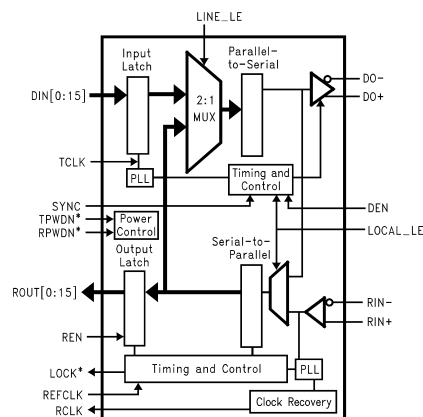 LINE_LE
Input
Latch
Parallel-
to-Serial
DO-
DO+
DIN[0:15]
2:1
MUX
TCLK
PLL
Timing and
Control
SYNC
DEN
TPWDN*
RPWDN*
Power
Control
LOCAL_LE
Output
Latch
Serial-to-
Parallel
ROUT[0:15]
RIN-
RIN+
REN
LOCK*
Timing and Control
PLL
REFCLK
RCLK
Clock Recovery